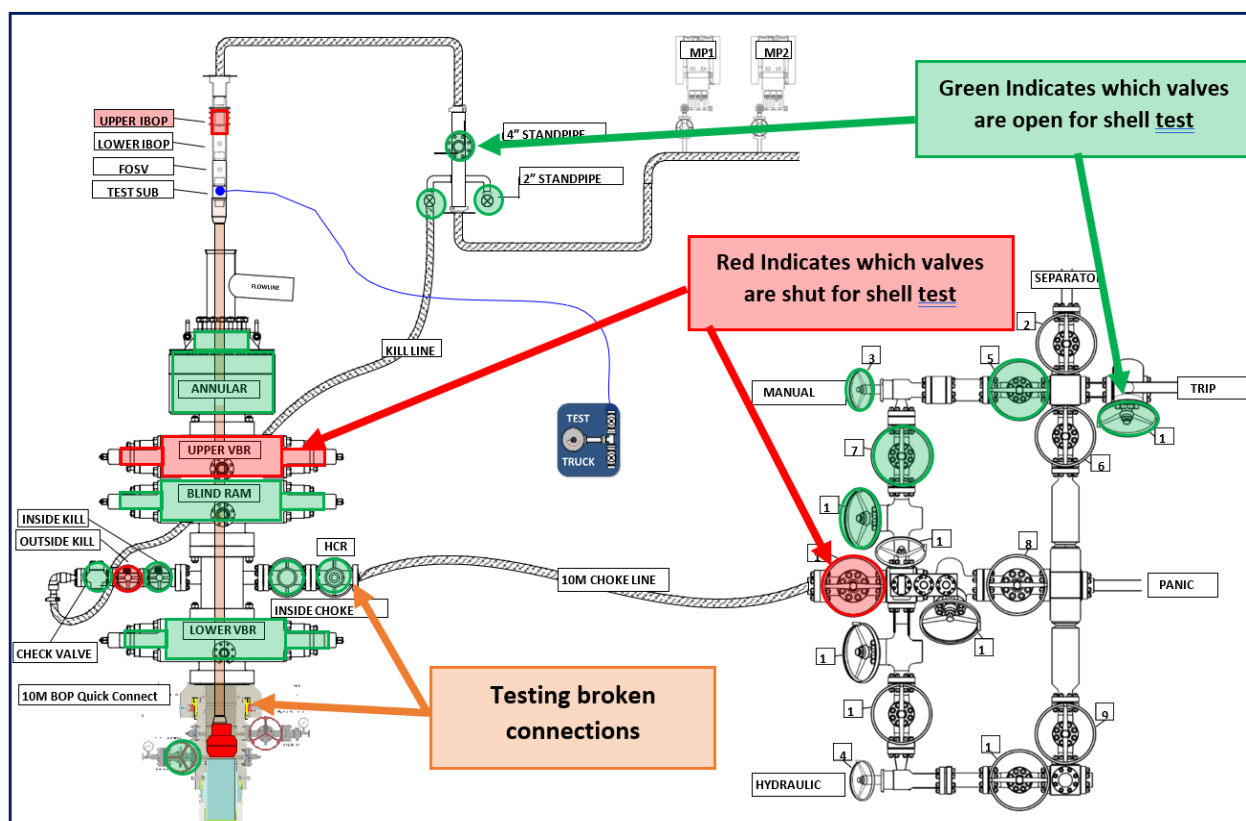 MP1
MP2
Green Indicates which valves
are open for shell test
UPPER IBOP
LOWER IBOP
FOSV
TEST SUB
4" STANDPIPE
2" STANDPIPE
Red Indicates which valves
are shut for shell test
FLOWLINE
SEPARATOR
2
3
5
MANUAL
TRIP
1
KILL LINE
ANNULAR
TEST
TRUCK
UPPER VBR
7
6
BLIND RAM
INSIDE KILL
OUTSIDE KILL
HCR
1
1
8
10M CHOKE LINE
PANIC
INSIDE CHOKE
LOWER VBR
CHECK VALVE
1
1
10M BOP Quick Connect
Testing broken
connections
1
9
4
1
HYDRAULIC